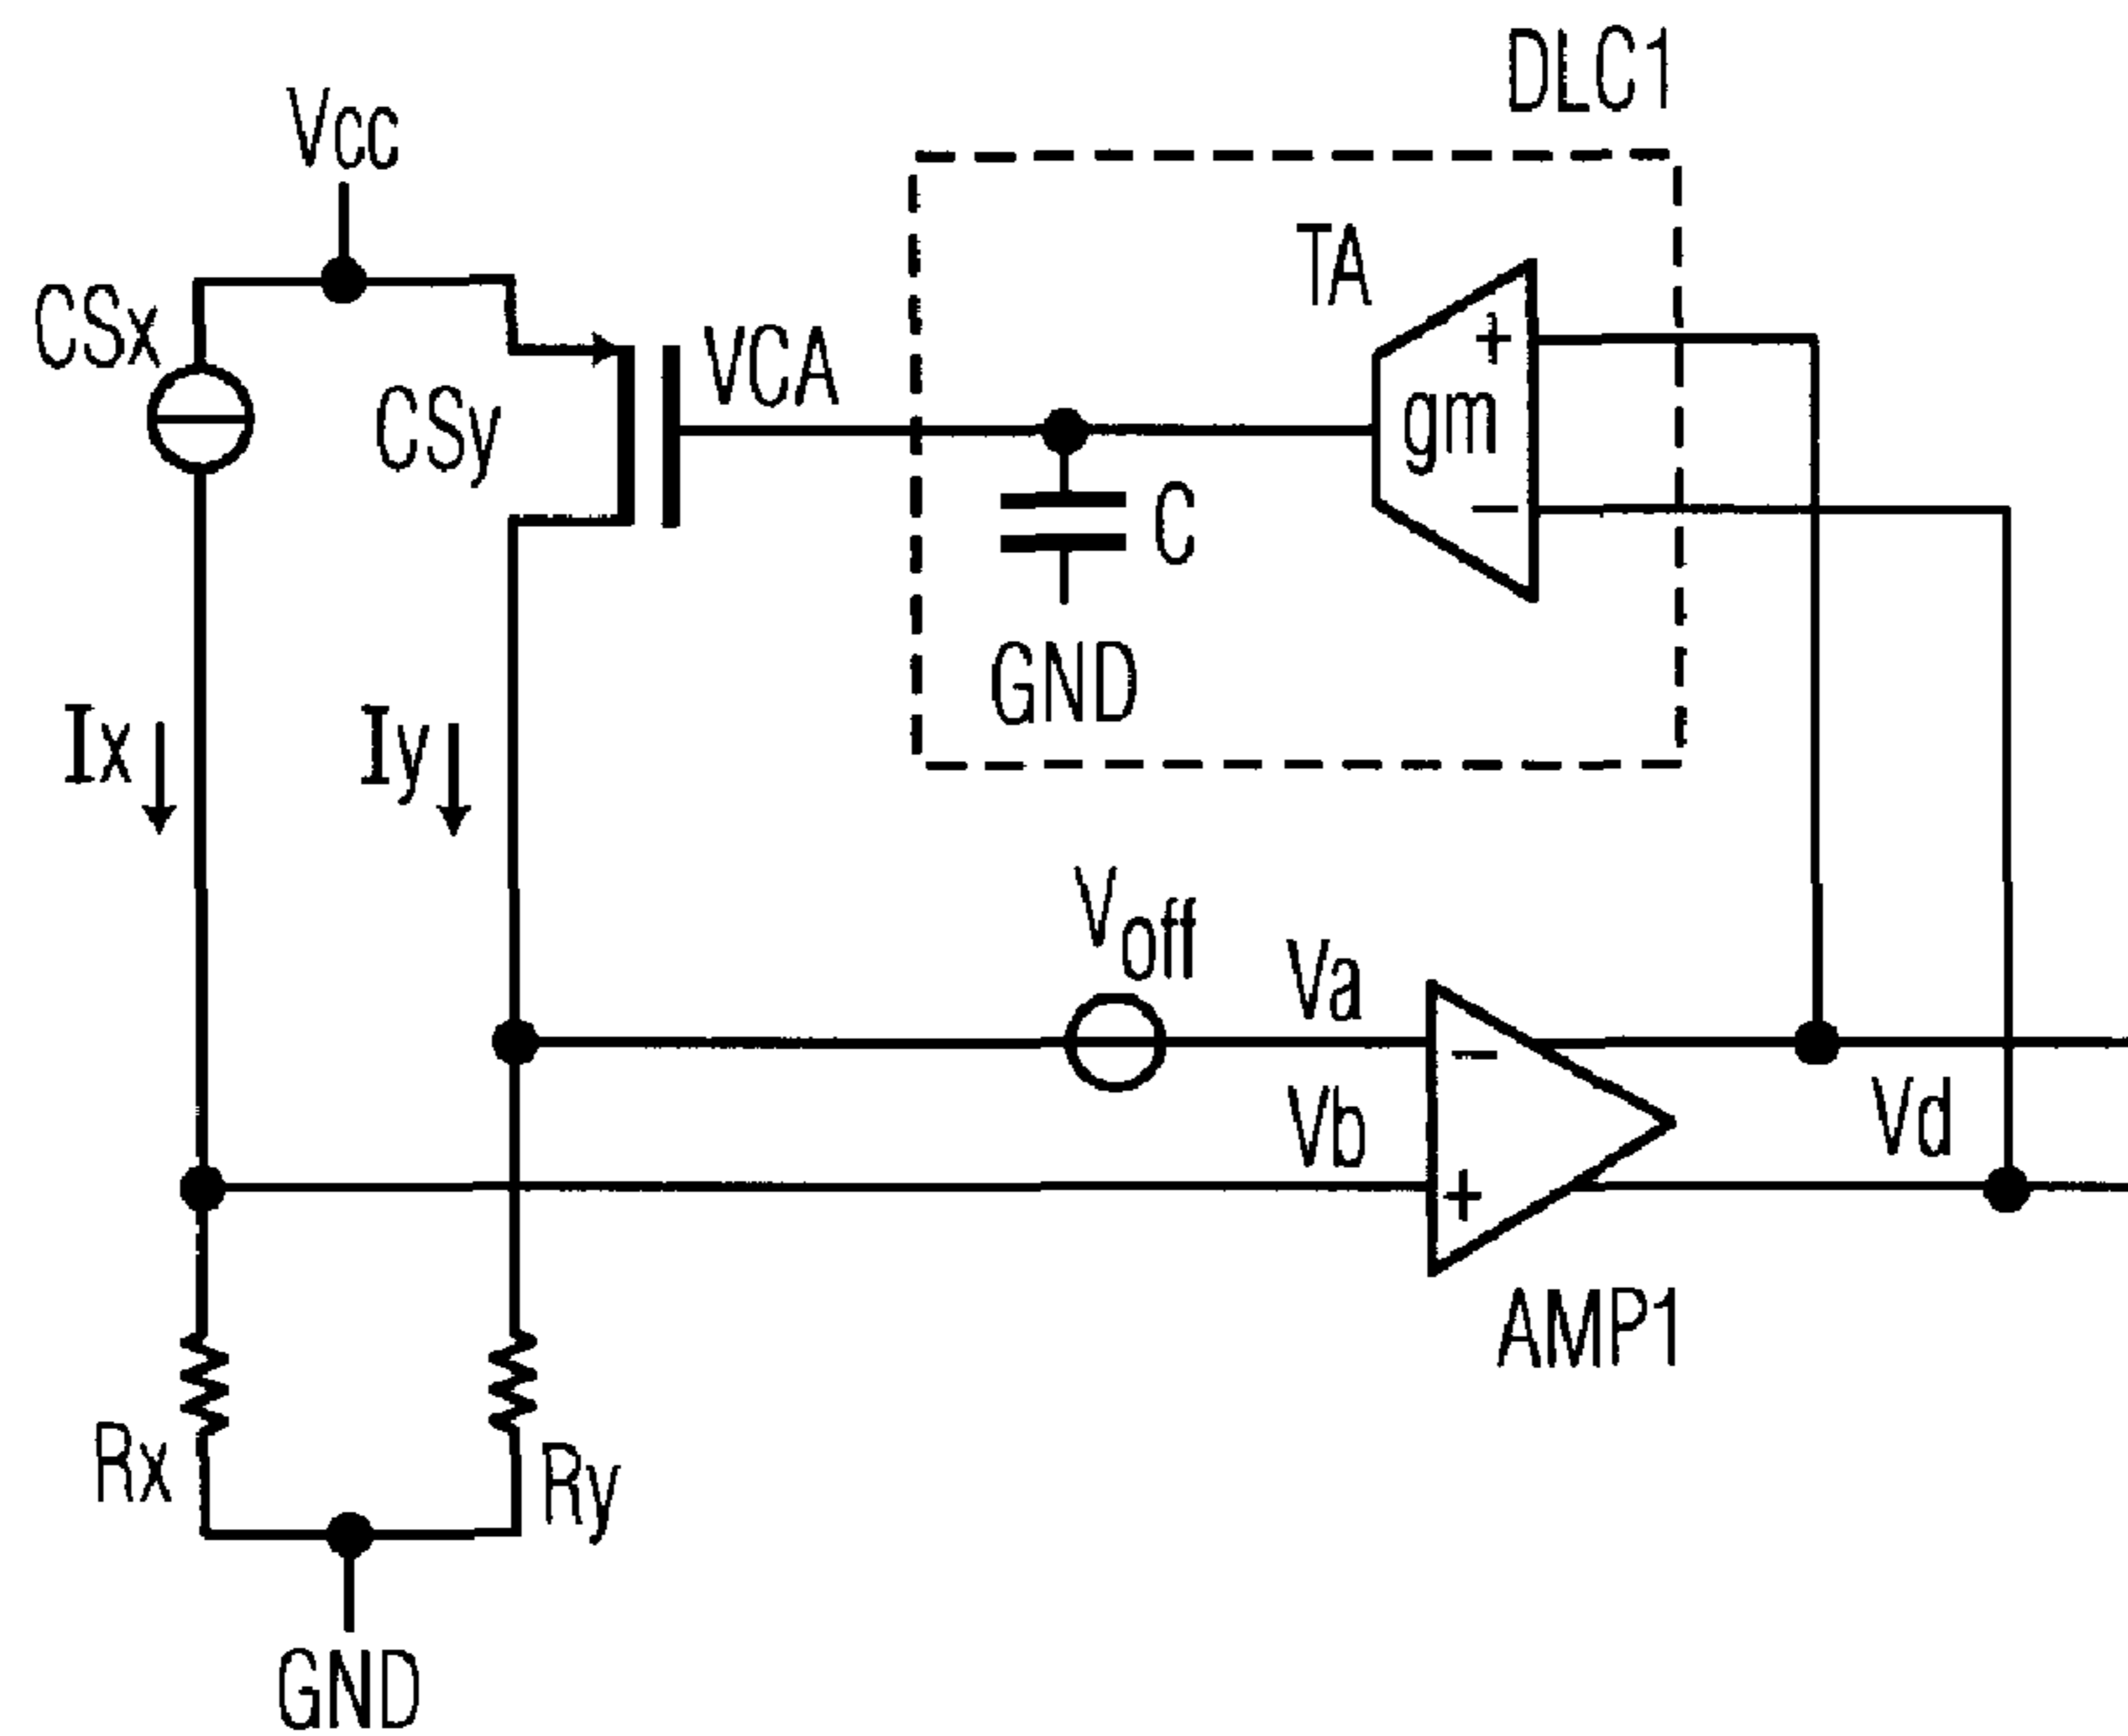 DLC1
Vcc
TA
CSx
VCA
+
CSy
gm
C
−
GND
Ix
Iy
Voff
Va
−
Vb
Vd
+
AMP1
Rx
Ry
GND